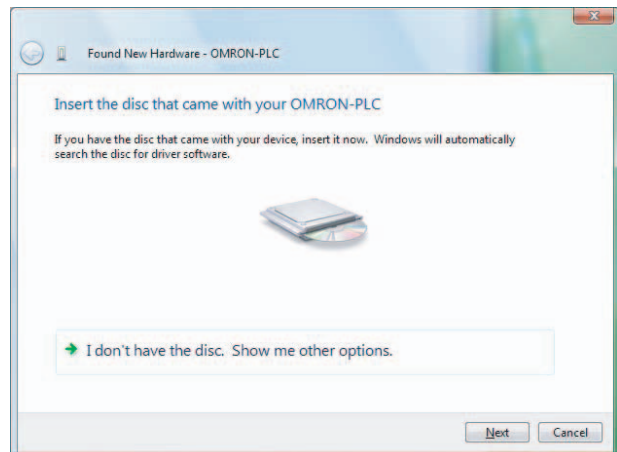 Found New Hardware - OMRON-PLC
Insert the disc that came with your OMRON-PLC
If you have the disc that came with your device, insert it now.  Windows will automatically
search the disc for driver software.
I don't have the disc.  Show me other options.
Next
Cancel